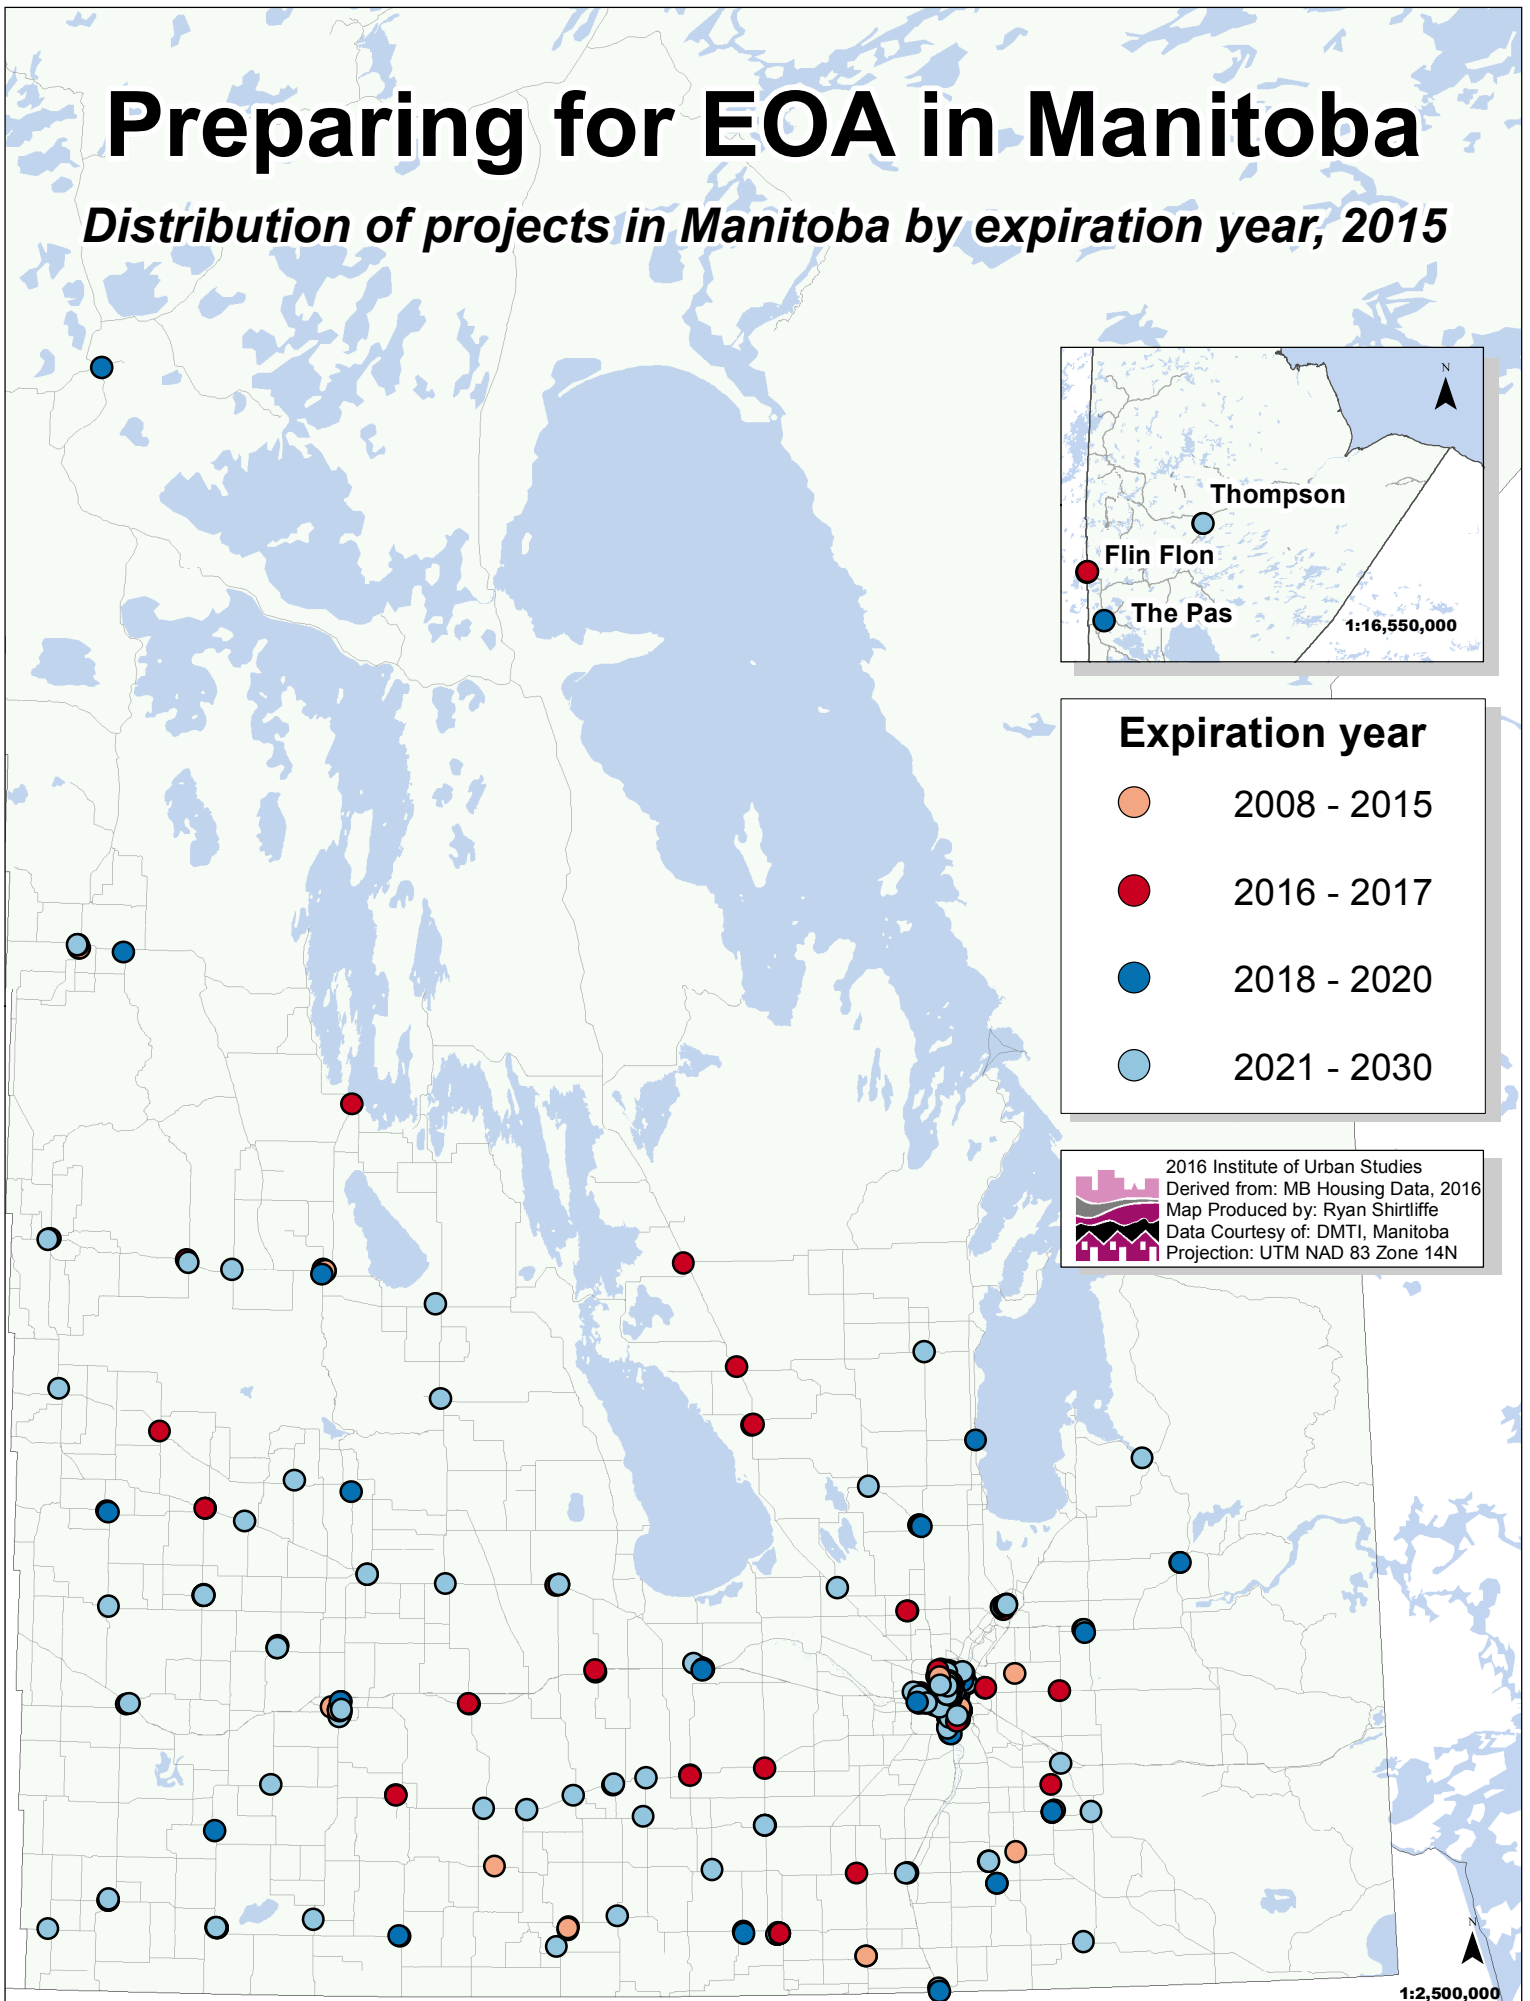 Preparing for EOA in Manitoba
Distribution of projects in Manitoba by expiration year, 2015
N
Thompson
Flin Flon
The Pas
1:16,550,000
Expiration year
2008 - 2015
2016 - 2017
2018 - 2020
2021 - 2030
2016 Institute of Urban Studies
Derived from: MB Housing Data, 2016
Map Produced by: Ryan Shirtliffe
Data Courtesy of: DMTI, Manitoba
Projection: UTM NAD 83 Zone 14N
N
1:2,500,000